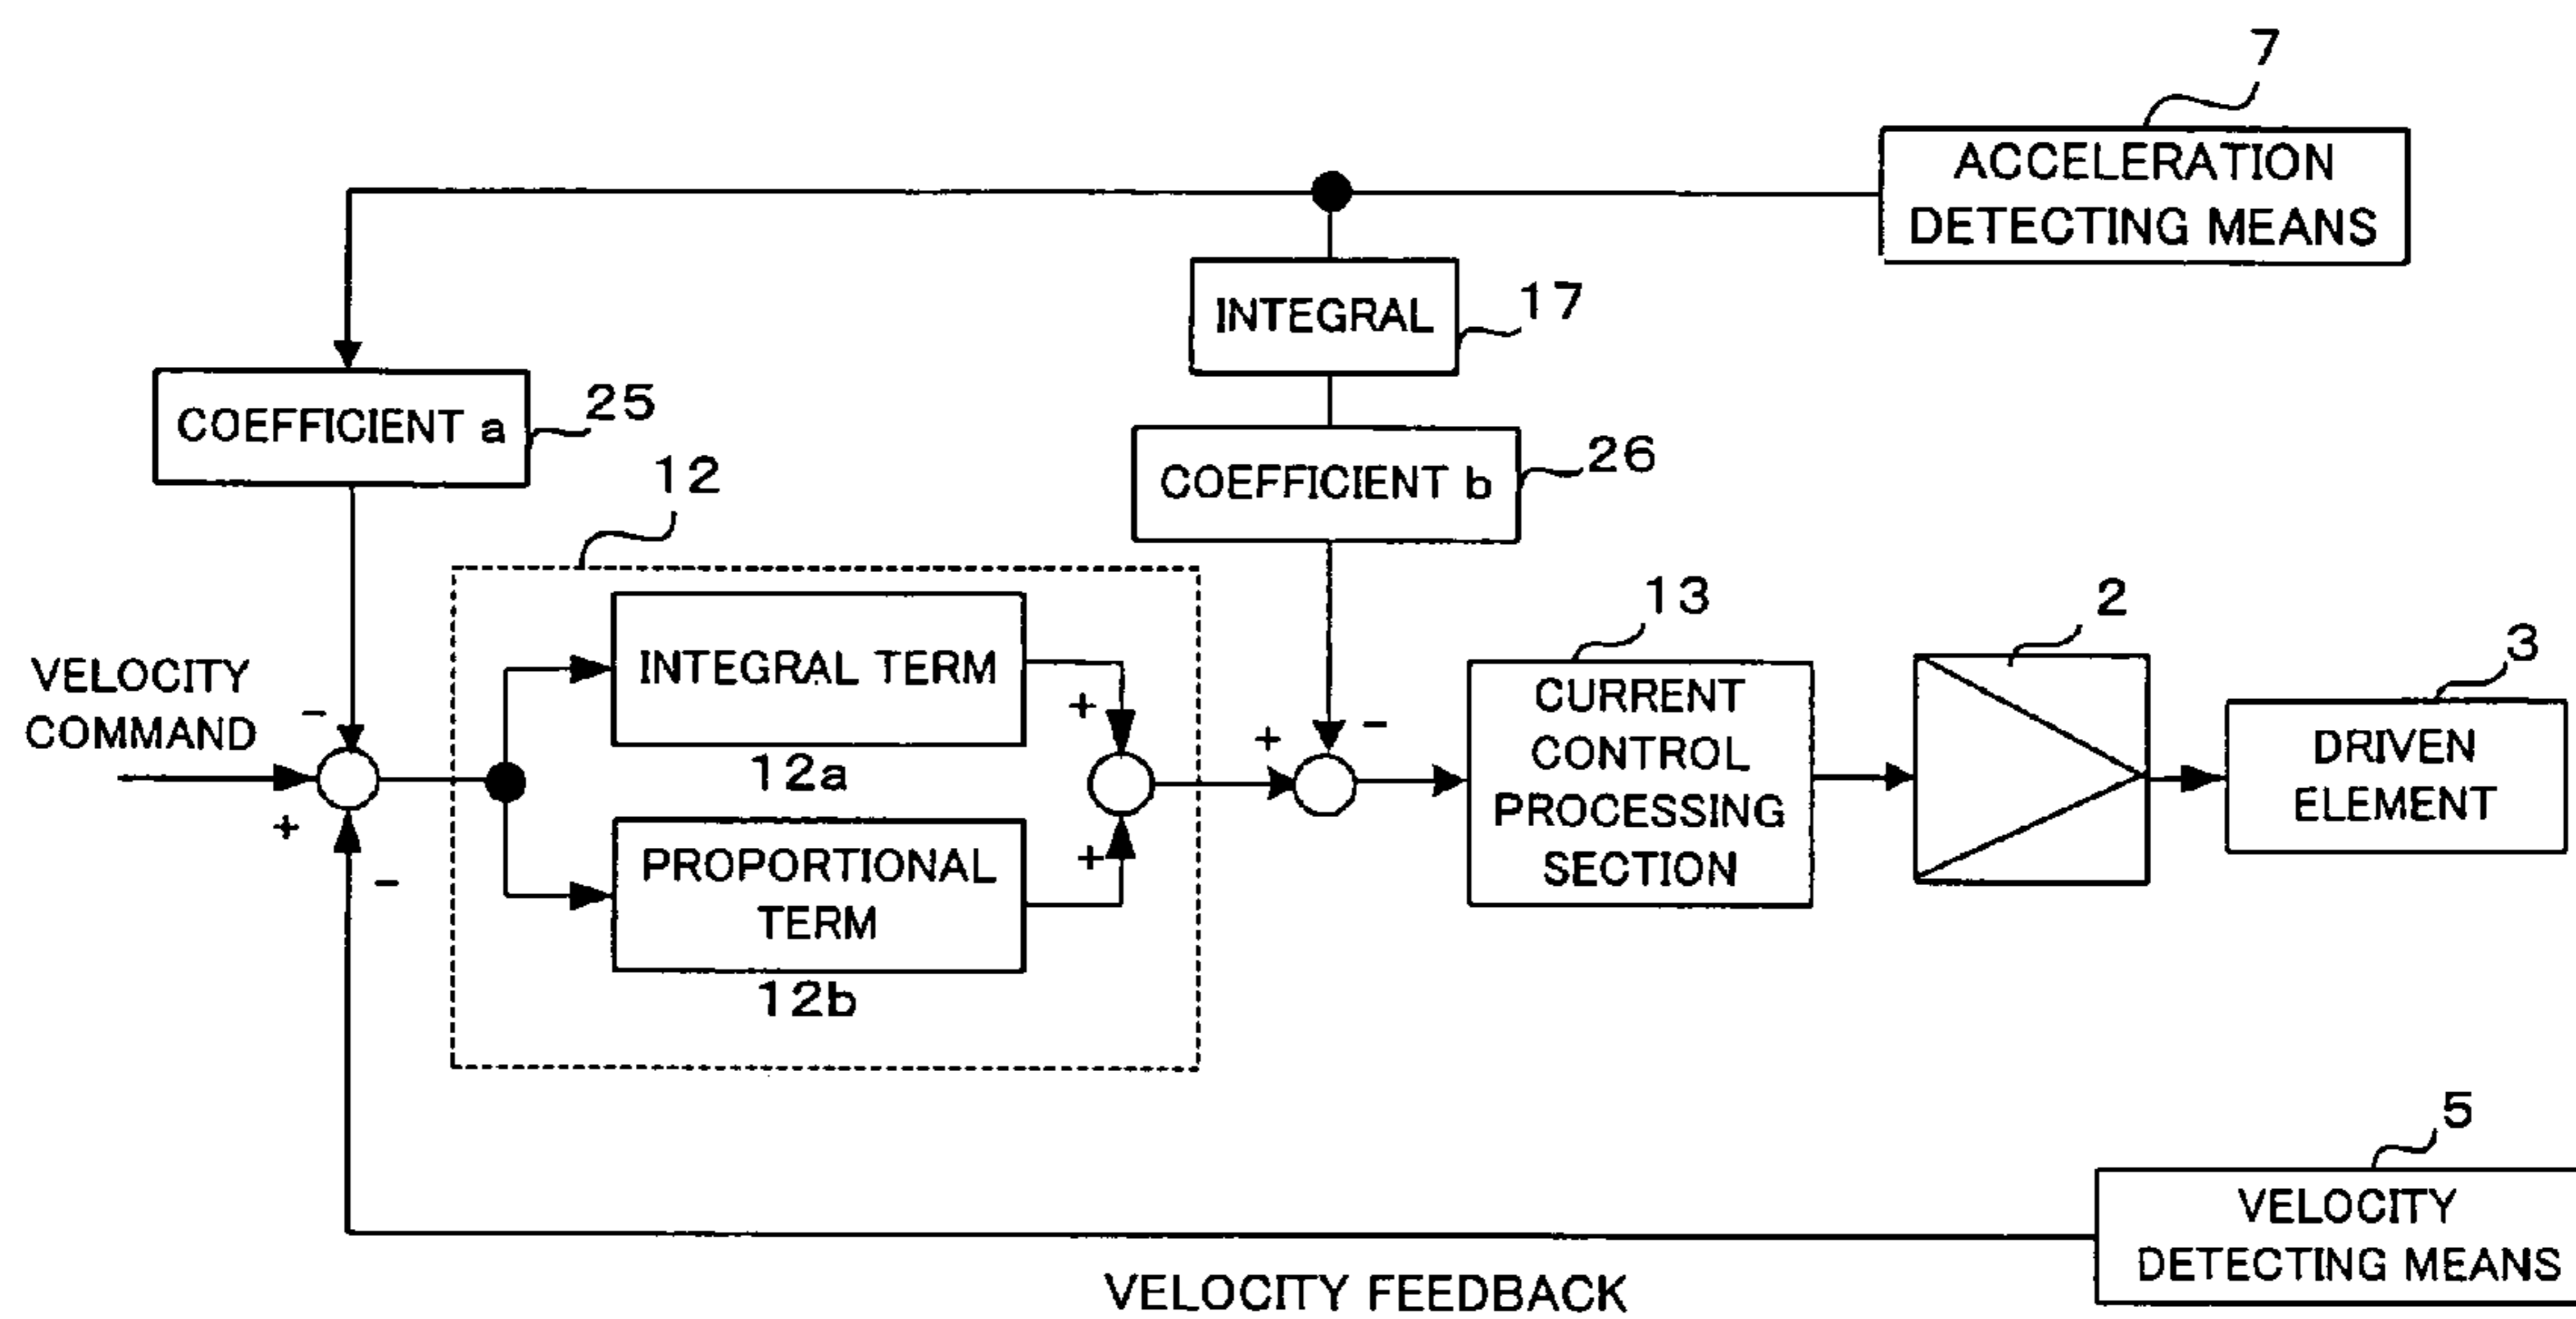 7
ACCELERATION
DETECTING MEANS
INTEGRAL
17
COEFFICIENT a
25
12
COEFFICIENT b
26
VELOCITY
COMMAND
-
+
-
INTEGRAL TERM
12a
PROPORTIONAL
TERM
12b
+
+
+
-
13
CURRENT
CONTROL
PROCESSING
SECTION
2
3
DRIVEN
ELEMENT
5
VELOCITY
DETECTING MEANS
VELOCITY FEEDBACK